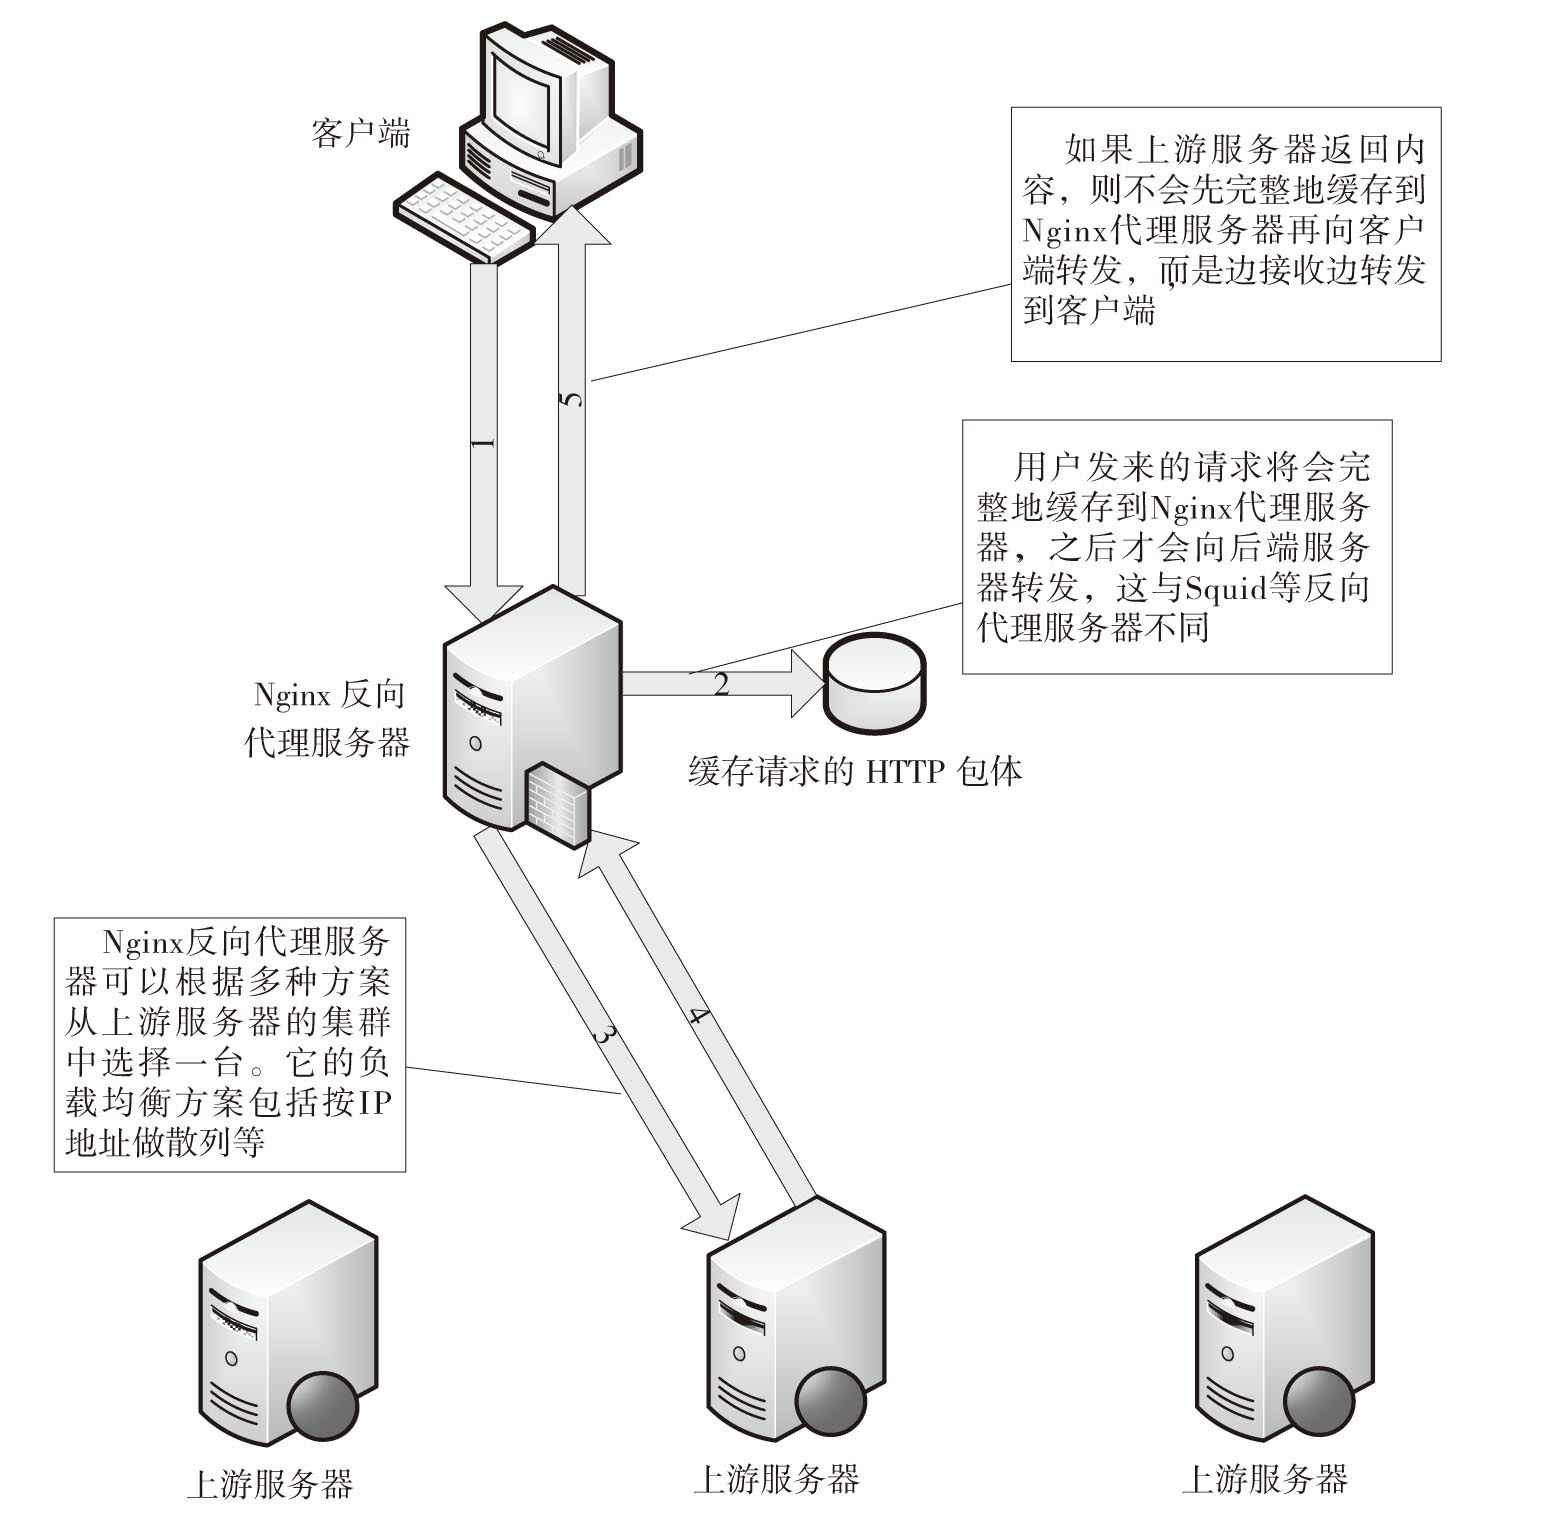 客户端
如果上游服务器返回内
容，则不会先完整地缓存到
Nginx代理服务器再向客户
端转发，而是边接收边转发
到客户端，
1
5
用户发来的请求将会完
整地缓存到Nginx代理服务
器，之后才会向后端服务
器转发，这与Squid等反向
代理服务器不同
Nginx 反向
代理服务器
2
缓存请求的 HTTP 包体
Nginx反向代理服务
器可以根据多种方案
从上游服务器的集群
中选择一台。它的负
载均衡方案包括按IP
地址做散列等
3
4
上游服务器
上游服务器
上游服务器